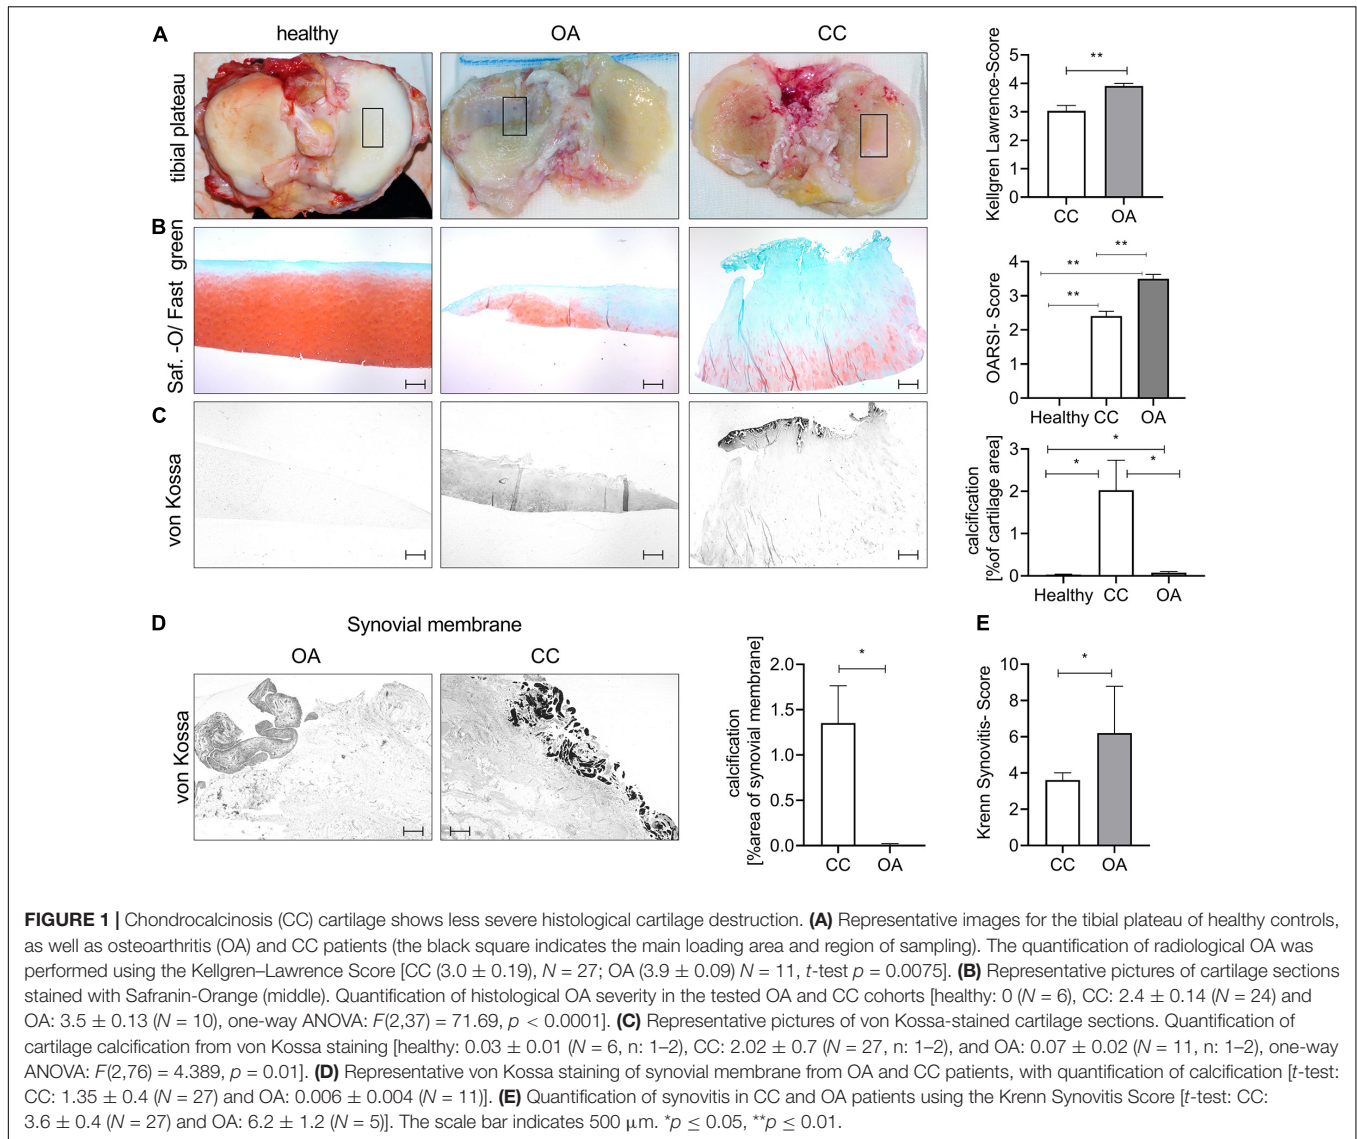 A
healthy
OA
CC
tibial plateau
Kellgren Lawrence-Score
5
4
3
2
1
0
**
CC
OA
B
Saf. -O/ Fast green
OARSI- Score
4
3
2
1
0
**
**
**
Healthy
CC
OA
C
von Kossa
calcification
[%of cartilage area]
3
2
1
0
*
*
*
Healthy
CC
OA
D
Synovial membrane
OA
CC
von Kossa
calcification
[%area of synovial membrane]
2.0
1.5
1.0
0.5
0.0
*
CC
OA
E
Krenn Synovitis- Score
10
8
6
4
2
0
*
CC
OA
FIGURE 1 | Chondrocalcinosis (CC) cartilage shows less severe histological cartilage destruction. (A) Representative images for the tibial plateau of healthy controls,
as well as osteoarthritis (OA) and CC patients (the black square indicates the main loading area and region of sampling). The quantification of radiological OA was
performed using the Kellgren–Lawrence Score [CC (3.0 ± 0.19), N = 27; OA (3.9 ± 0.09) N = 11, t-test p = 0.0075]. (B) Representative pictures of cartilage sections
stained with Safranin-Orange (middle). Quantification of histological OA severity in the tested OA and CC cohorts [healthy: 0 (N = 6), CC: 2.4 ± 0.14 (N = 24) and
OA: 3.5 ± 0.13 (N = 10), one-way ANOVA: F(2,37) = 71.69, p < 0.0001]. (C) Representative pictures of von Kossa-stained cartilage sections. Quantification of
cartilage calcification from von Kossa staining [healthy: 0.03 ± 0.01 (N = 6, n: 1–2), CC: 2.02 ± 0.7 (N = 27, n: 1–2), and OA: 0.07 ± 0.02 (N = 11, n: 1–2), one-way
ANOVA: F(2,76) = 4.389, p = 0.01]. (D) Representative von Kossa staining of synovial membrane from OA and CC patients, with quantification of calcification [t-test:
CC: 1.35 ± 0.4 (N = 27) and OA: 0.006 ± 0.004 (N = 11)]. (E) Quantification of synovitis in CC and OA patients using the Krenn Synovitis Score [t-test: CC:
3.6 ± 0.4 (N = 27) and OA: 6.2 ± 1.2 (N = 5)]. The scale bar indicates 500 μm. *p ≤ 0.05, **p ≤ 0.01.